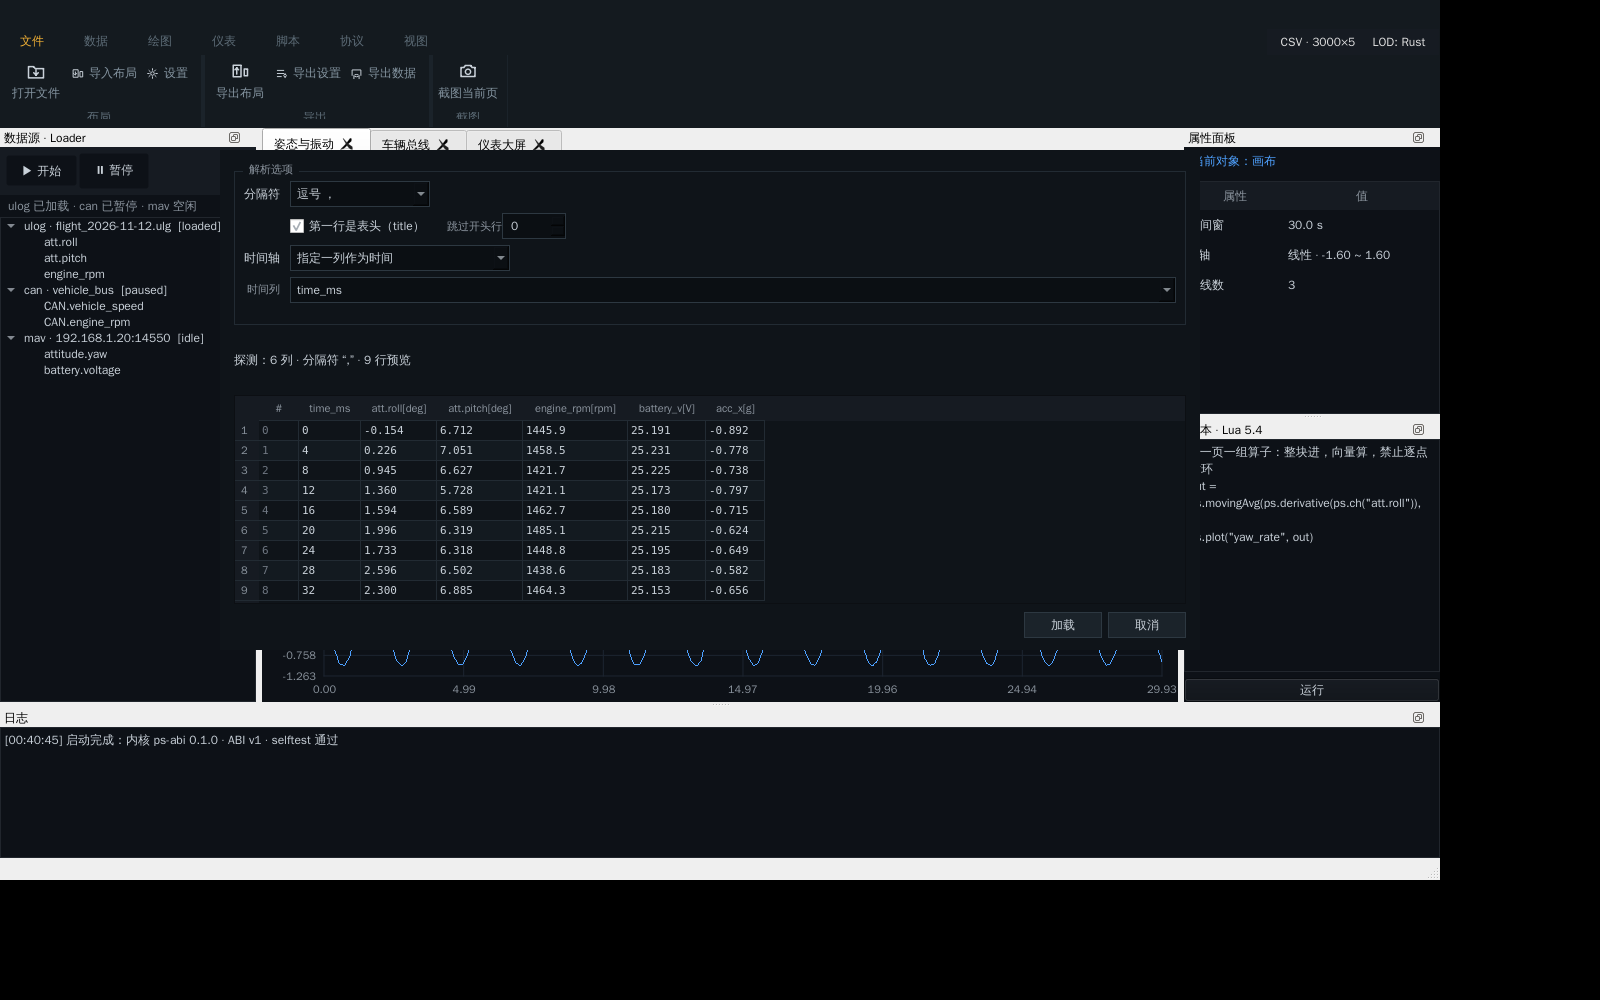 文件 数据 绘图 仪表 脚本 协议 视图
CSV · 3000×5 LOD: Rust
打开文件 导入布局 设置 导出布局 导出设置 导出数据 截图当前页
布局 导出 截图
数据源 · Loader
开始 暂停
ulog 已加载 · can 已暂停 · mav 空闲
ulog · flight_2026-11-12.ulg [loaded]
att.roll
att.pitch
engine_rpm
can · vehicle_bus [paused]
CAN.vehicle_speed
CAN.engine_rpm
mav · 192.168.1.20:14550 [idle]
attitude.yaw
battery.voltage
姿态与振动 车辆总线 仪表大屏
解析选项
分隔符 逗号 ，
第一行是表头（title） 跳过开头行 0
时间轴 指定一列作为时间
时间列 time_ms
探测：6 列 · 分隔符 “,” · 9 行预览
# time_ms att.roll[deg] att.pitch[deg] engine_rpm[rpm] battery_v[V] acc_x[g]
1 0 0 -0.154 6.712 1445.9 25.191 -0.892
2 1 4 0.226 7.051 1458.5 25.231 -0.778
3 2 8 0.945 6.627 1421.7 25.225 -0.738
4 3 12 1.360 5.728 1421.1 25.173 -0.797
5 4 16 1.594 6.589 1462.7 25.180 -0.715
6 5 20 1.996 6.319 1485.1 25.215 -0.624
7 6 24 1.733 6.318 1448.8 25.195 -0.649
8 7 28 2.596 6.502 1438.6 25.183 -0.582
9 8 32 2.300 6.885 1464.3 25.153 -0.656
加载 取消
-0.758
-1.263
0.00 4.99 9.98 14.97 19.96 24.94 29.93
属性面板
当前对象：画布
属性 值
间窗 30.0 s
轴 线性 · -1.60 ~ 1.60
线数 3
本 · Lua 5.4
一页一组算子：整块进，向量算，禁止逐点
环
ut =
s.movingAvg(ps.derivative(ps.ch("att.roll")),
s.plot("yaw_rate", out)
运行
日志
[00:40:45] 启动完成：内核 ps-abi 0.1.0 · ABI v1 · selftest 通过